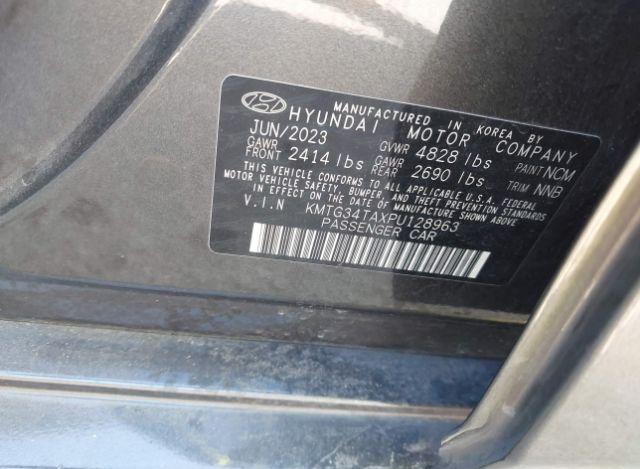 MANUFACTURED IN KOREA BY
HYUNDAI MOTOR COMPANY
JUN/2023 GVWR 4828 lbs PAINT NCM
GAWR FRONT 2414 lbs GAWR REAR 2690 lbs TRIM NNB
THIS VEHICLE CONFORMS TO ALL APPLICABLE U.S.A. FEDERAL
MOTOR VEHICLE SAFETY, BUMPER, AND THEFT PREVENTION STANDARDS
IN EFFECT ON THE DATE OF MANUFACTURE SHOWN ABOVE
V.I.N KMTG34TAXPU128963
PASSENGER CAR